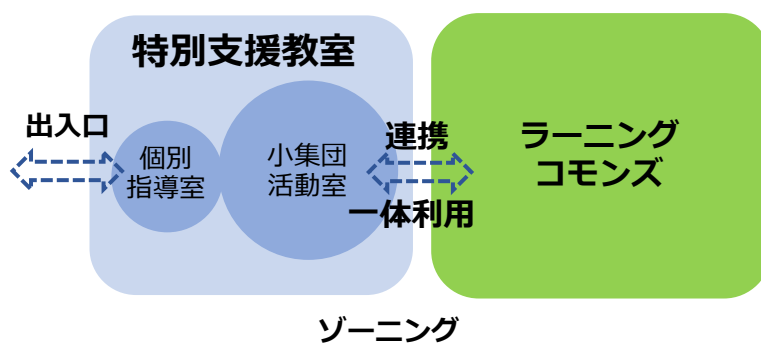 特別支援教室
出入口
個別
指導室
小集団
活動室
連携
一体利用
ラーニング
コモンズ
ゾーニング